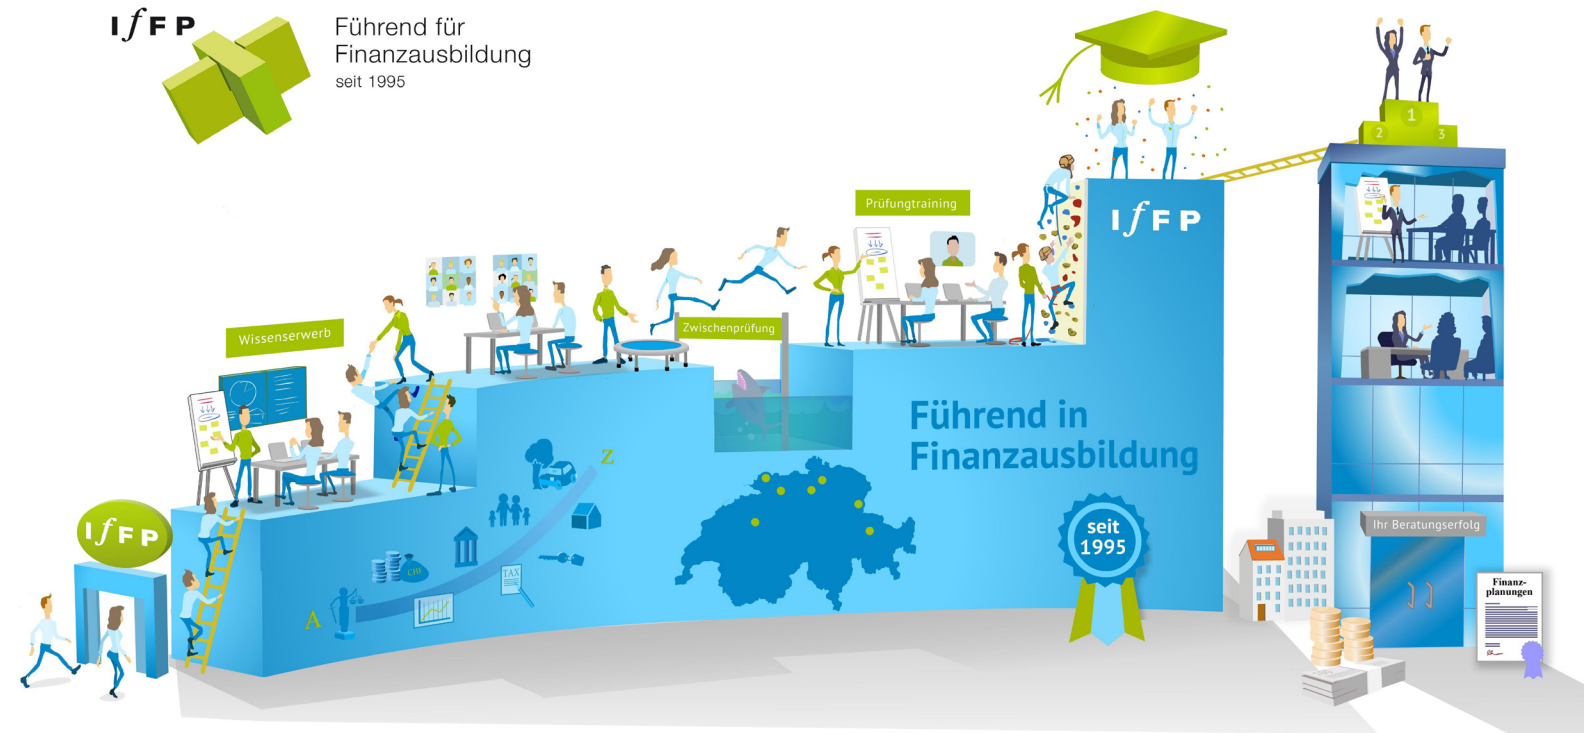 IfFP
Führend für
Finanzausbildung
seit 1995
Wissenserwerb
Zwischenprüfung
Prüfungtraining
IfFP
1
2
3
Führend in
Finanzausbildung
seit
1995
IfFP
A
Z
CHF
TAX
Ihr Beratungserfolg
Finanz-
planungen